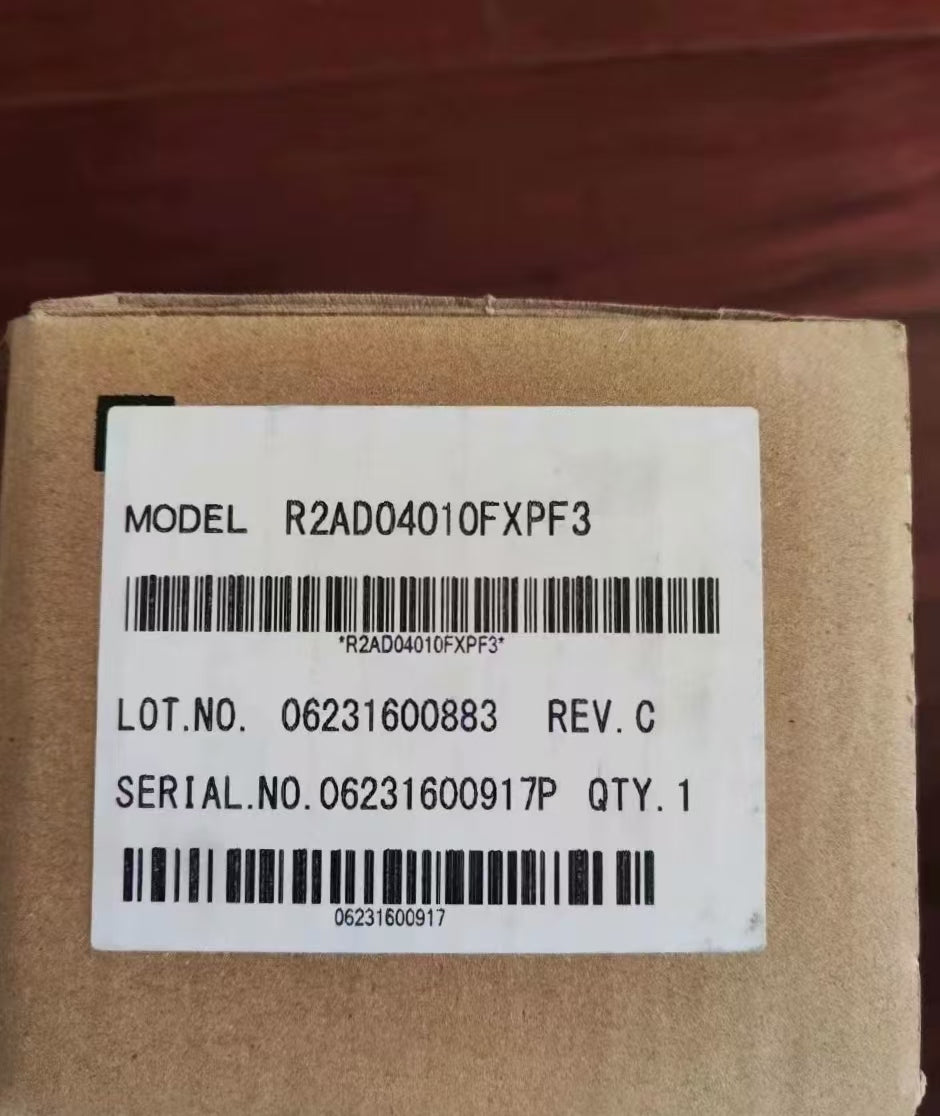 MODEL R2AD04010FXPF3
*R2AD04010FXPF3*
LOT.NO. 06231600883 REV.C
SERIAL.NO.06231600917P QTY.1
06231600917